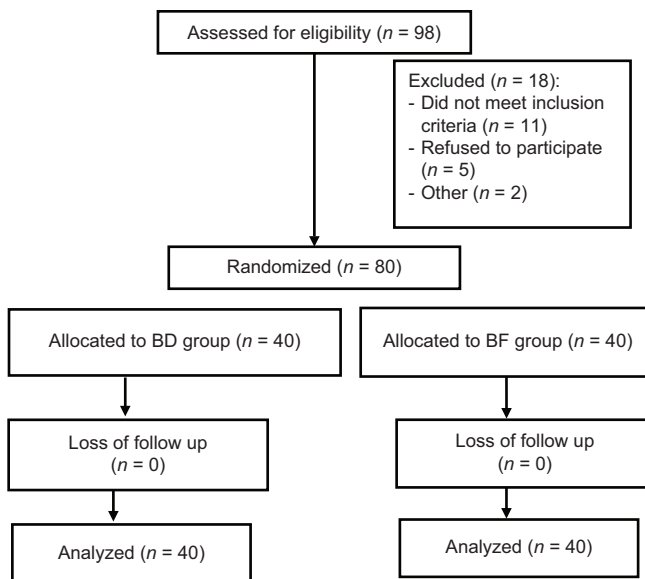 Assessed for eligibility (n = 98)
Excluded (n = 18):
- Did not meet inclusion
criteria (n = 11)
- Refused to participate
(n = 5)
- Other (n = 2)
Randomized (n = 80)
Allocated to BD group (n = 40)
Allocated to BF group (n = 40)
Loss of follow up
(n = 0)
Loss of follow up
(n = 0)
Analyzed (n = 40)
Analyzed (n = 40)